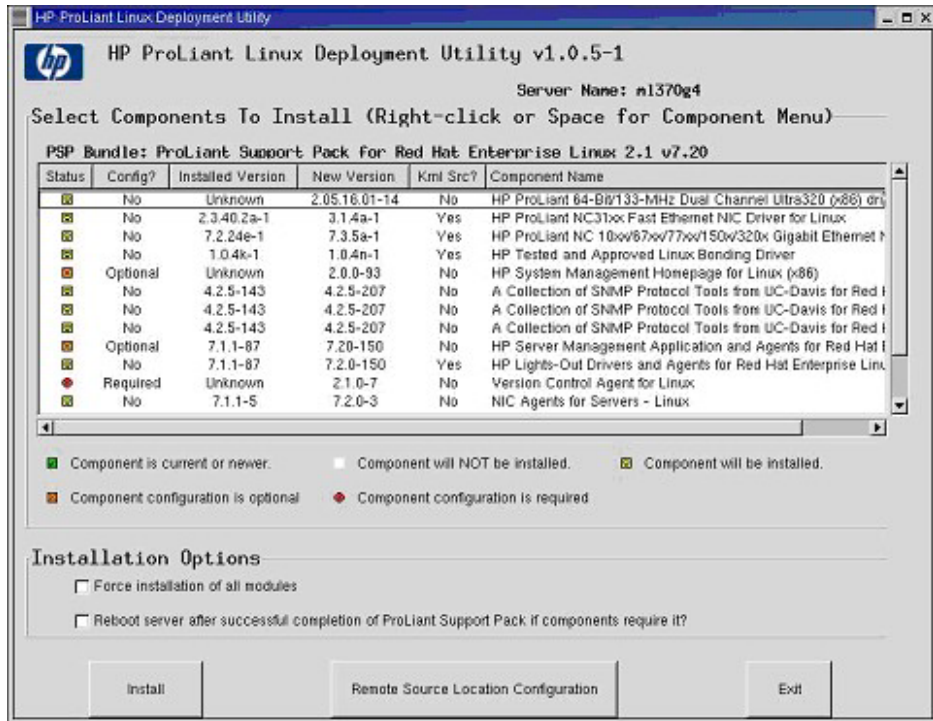 HP ProLiant Linux Deployment Utility
hp
HP ProLiant Linux Deployment Utility v1.0.5-1
Server Name: ml370g4
Select Components To Install (Right-click or Space for Component Menu)
PSP Bundle: ProLiant Support Pack for Red Hat Enterprise Linux 2.1 v7.20
Status Config? Installed Version New Version Krnl Src? Component Name
No Unknown 2.05.16.01-14 No HP ProLiant 64-Bit/133-MHz Dual Channel Ultra320 (x86) dri
No 2.3.40.2a-1 3.1.4a-1 Yes HP ProLiant NC31xx Fast Ethernet NIC Driver for Linux
No 7.2.24e-1 7.3.5a-1 Yes HP ProLiant NC 10xx/67xx/77xx/150x/320x Gigabit Ethernet N
No 1.0.4k-1 1.0.4n-1 Yes HP Tested and Approved Linux Bonding Driver
Optional Unknown 2.0.0-93 No HP System Management Homepage for Linux (x86)
No 4.2.5-143 4.2.5-207 No A Collection of SNMP Protocol Tools from UC-Davis for Red H
No 4.2.5-143 4.2.5-207 No A Collection of SNMP Protocol Tools from UC-Davis for Red H
No 4.2.5-143 4.2.5-207 No A Collection of SNMP Protocol Tools from UC-Davis for Red H
Optional 7.1.1-87 7.20-150 No HP Server Management Application and Agents for Red Hat E
No 7.1.1-87 7.2.0-150 Yes HP Lights-Out Drivers and Agents for Red Hat Enterprise Linu
Required Unknown 2.1.0-7 No Version Control Agent for Linux
No 7.1.1-5 7.2.0-3 No NIC Agents for Servers - Linux
Component is current or newer. Component will NOT be installed. Component will be installed.
Component configuration is optional Component configuration is required
Installation Options
Force installation of all modules
Reboot server after successful completion of ProLiant Support Pack if components require it?
Install Remote Source Location Configuration Exit